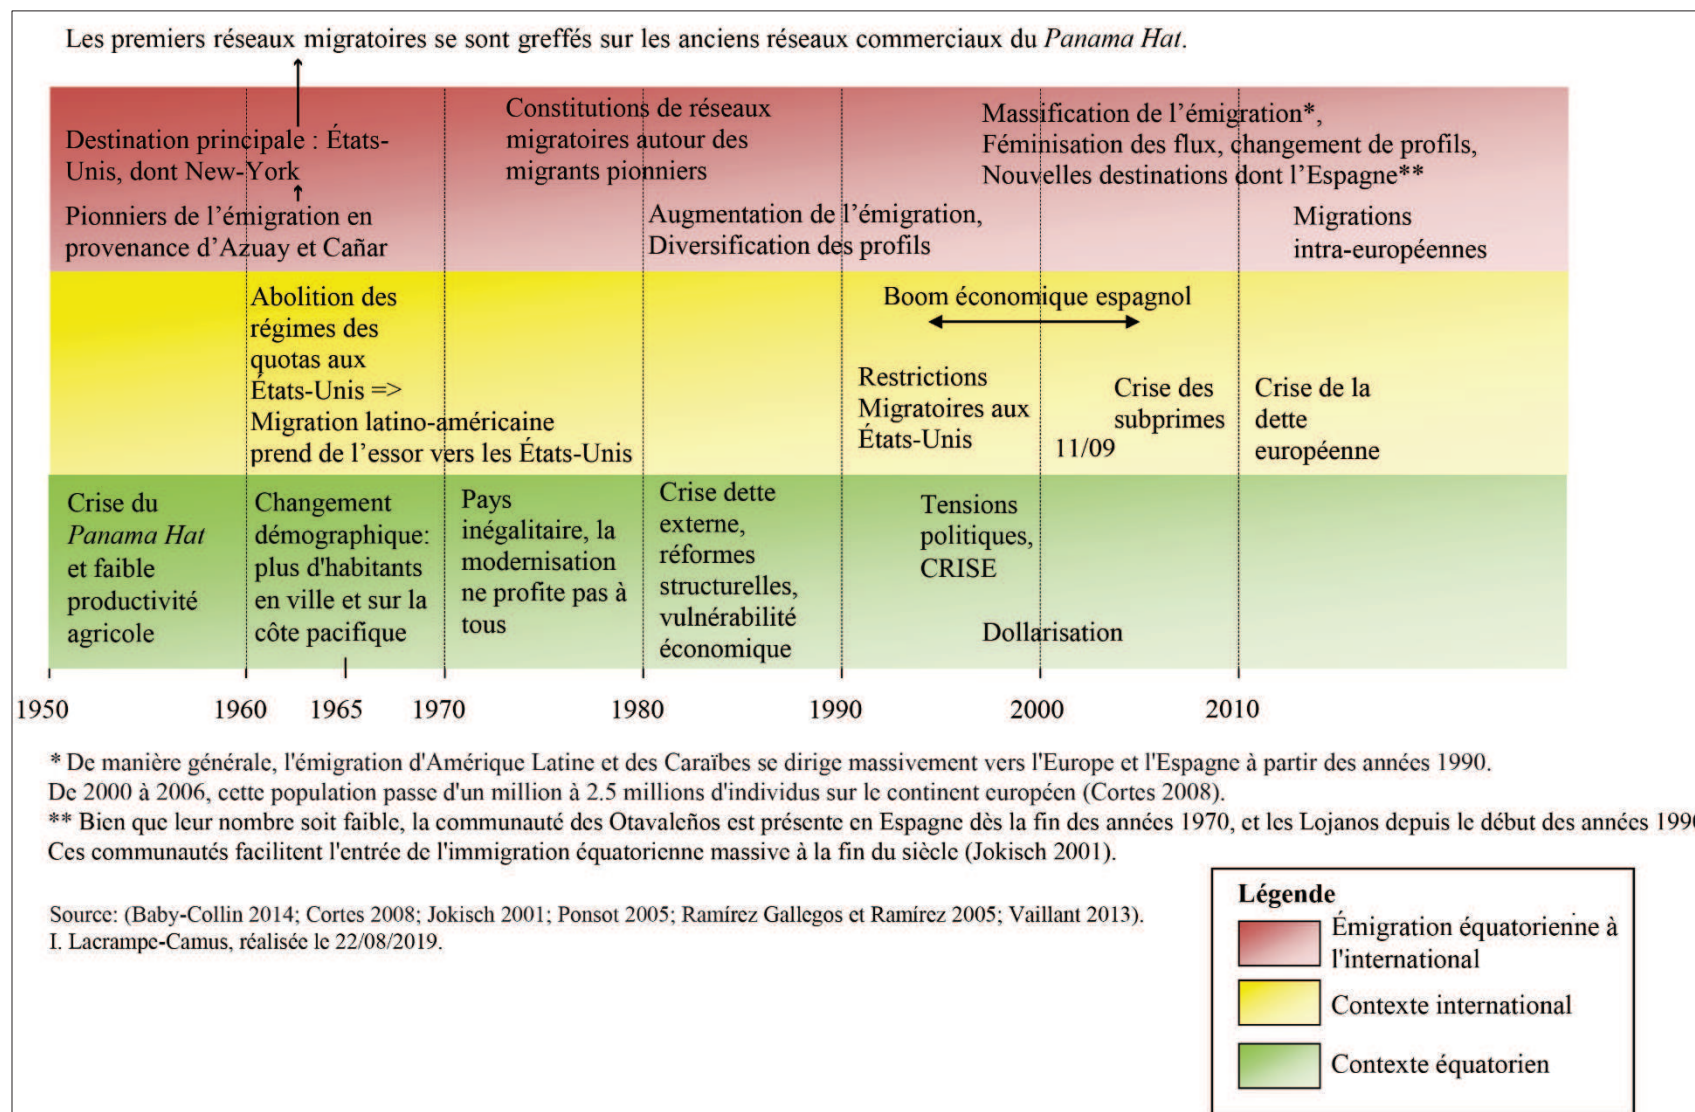 Les premiers réseaux migratoires se sont greffés sur les anciens réseaux commerciaux du Panama Hat.
Destination principale : États-
Unis, dont New-York
Pionniers de l'émigration en
provenance d'Azuay et Cañar
Constitutions de réseaux
migratoires autour des
migrants pionniers
Augmentation de l'émigration,
Diversification des profils
Massification de l'émigration*,
Féminisation des flux, changement de profils,
Nouvelles destinations dont l'Espagne**
Migrations
intra-européennes
Abolition des
régimes des
quotas aux
États-Unis =>
Migration latino-américaine
prend de l'essor vers les États-Unis
Boom économique espagnol
Restrictions
Migratoires aux
États-Unis
11/09
Crise des
subprimes
Crise de la
dette
européenne
Crise du
Panama Hat
et faible
productivité
agricole
Changement
démographique:
plus d'habitants
en ville et sur la
côte pacifique
Pays
inégalitaire, la
modernisation
ne profite pas à
tous
Crise dette
externe,
réformes
structurelles,
vulnérabilité
économique
Tensions
politiques,
CRISE
Dollarisation
1950 1960 1965 1970 1980 1990 2000 2010
* De manière générale, l'émigration d'Amérique Latine et des Caraïbes se dirige massivement vers l'Europe et l'Espagne à partir des années 1990.
De 2000 à 2006, cette population passe d'un million à 2.5 millions d'individus sur le continent européen (Cortes 2008).
** Bien que leur nombre soit faible, la communauté des Otavaleños est présente en Espagne dès la fin des années 1970, et les Lojanos depuis le début des années 1990
Ces communautés facilitent l'entrée de l'immigration équatorienne massive à la fin du siècle (Jokisch 2001).
Source: (Baby-Collin 2014; Cortes 2008; Jokisch 2001; Ponsot 2005; Ramírez Gallegos et Ramírez 2005; Vaillant 2013).
I. Lacrampe-Camus, réalisée le 22/08/2019.
Légende
Émigration équatorienne à
l'international
Contexte international
Contexte équatorien